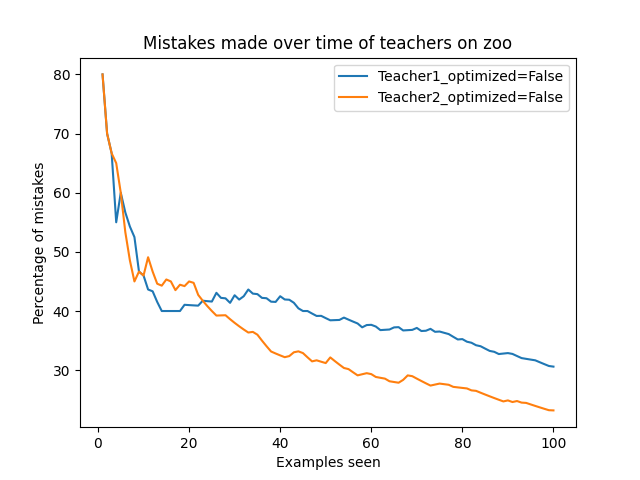 Mistakes made over time of teachers on zoo
Teacher1_optimized=False
Teacher2_optimized=False
Percentage of mistakes
80
70
60
50
40
30
0 20 40 60 80 100
Examples seen